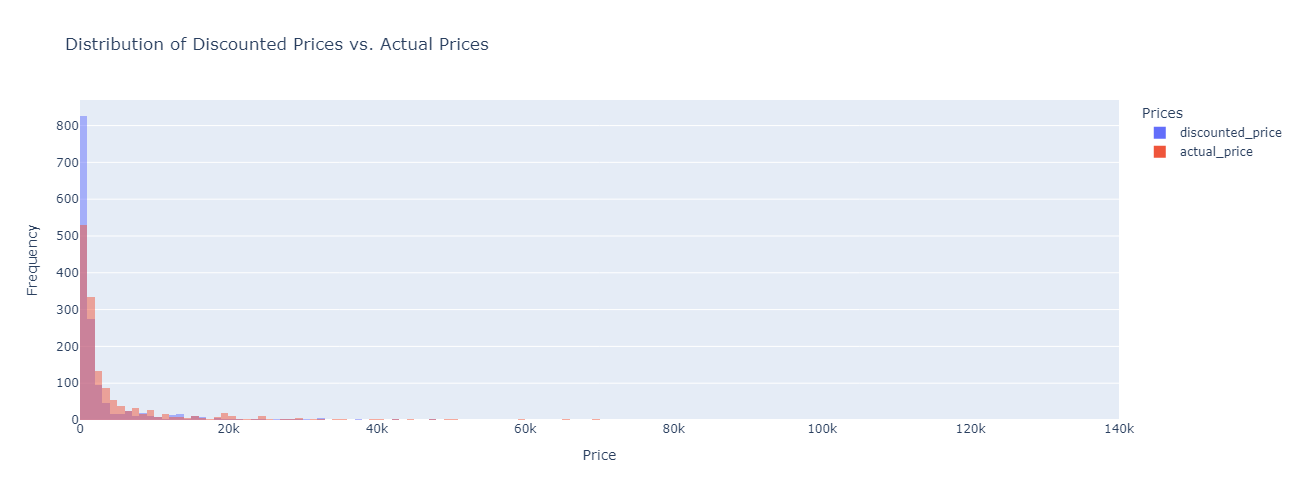 Distribution of Discounted Prices vs. Actual Prices
Prices
discounted_price
actual_price
Frequency
800
700
600
500
400
300
200
100
0
0 20k 40k 60k 80k 100k 120k 140k
Price